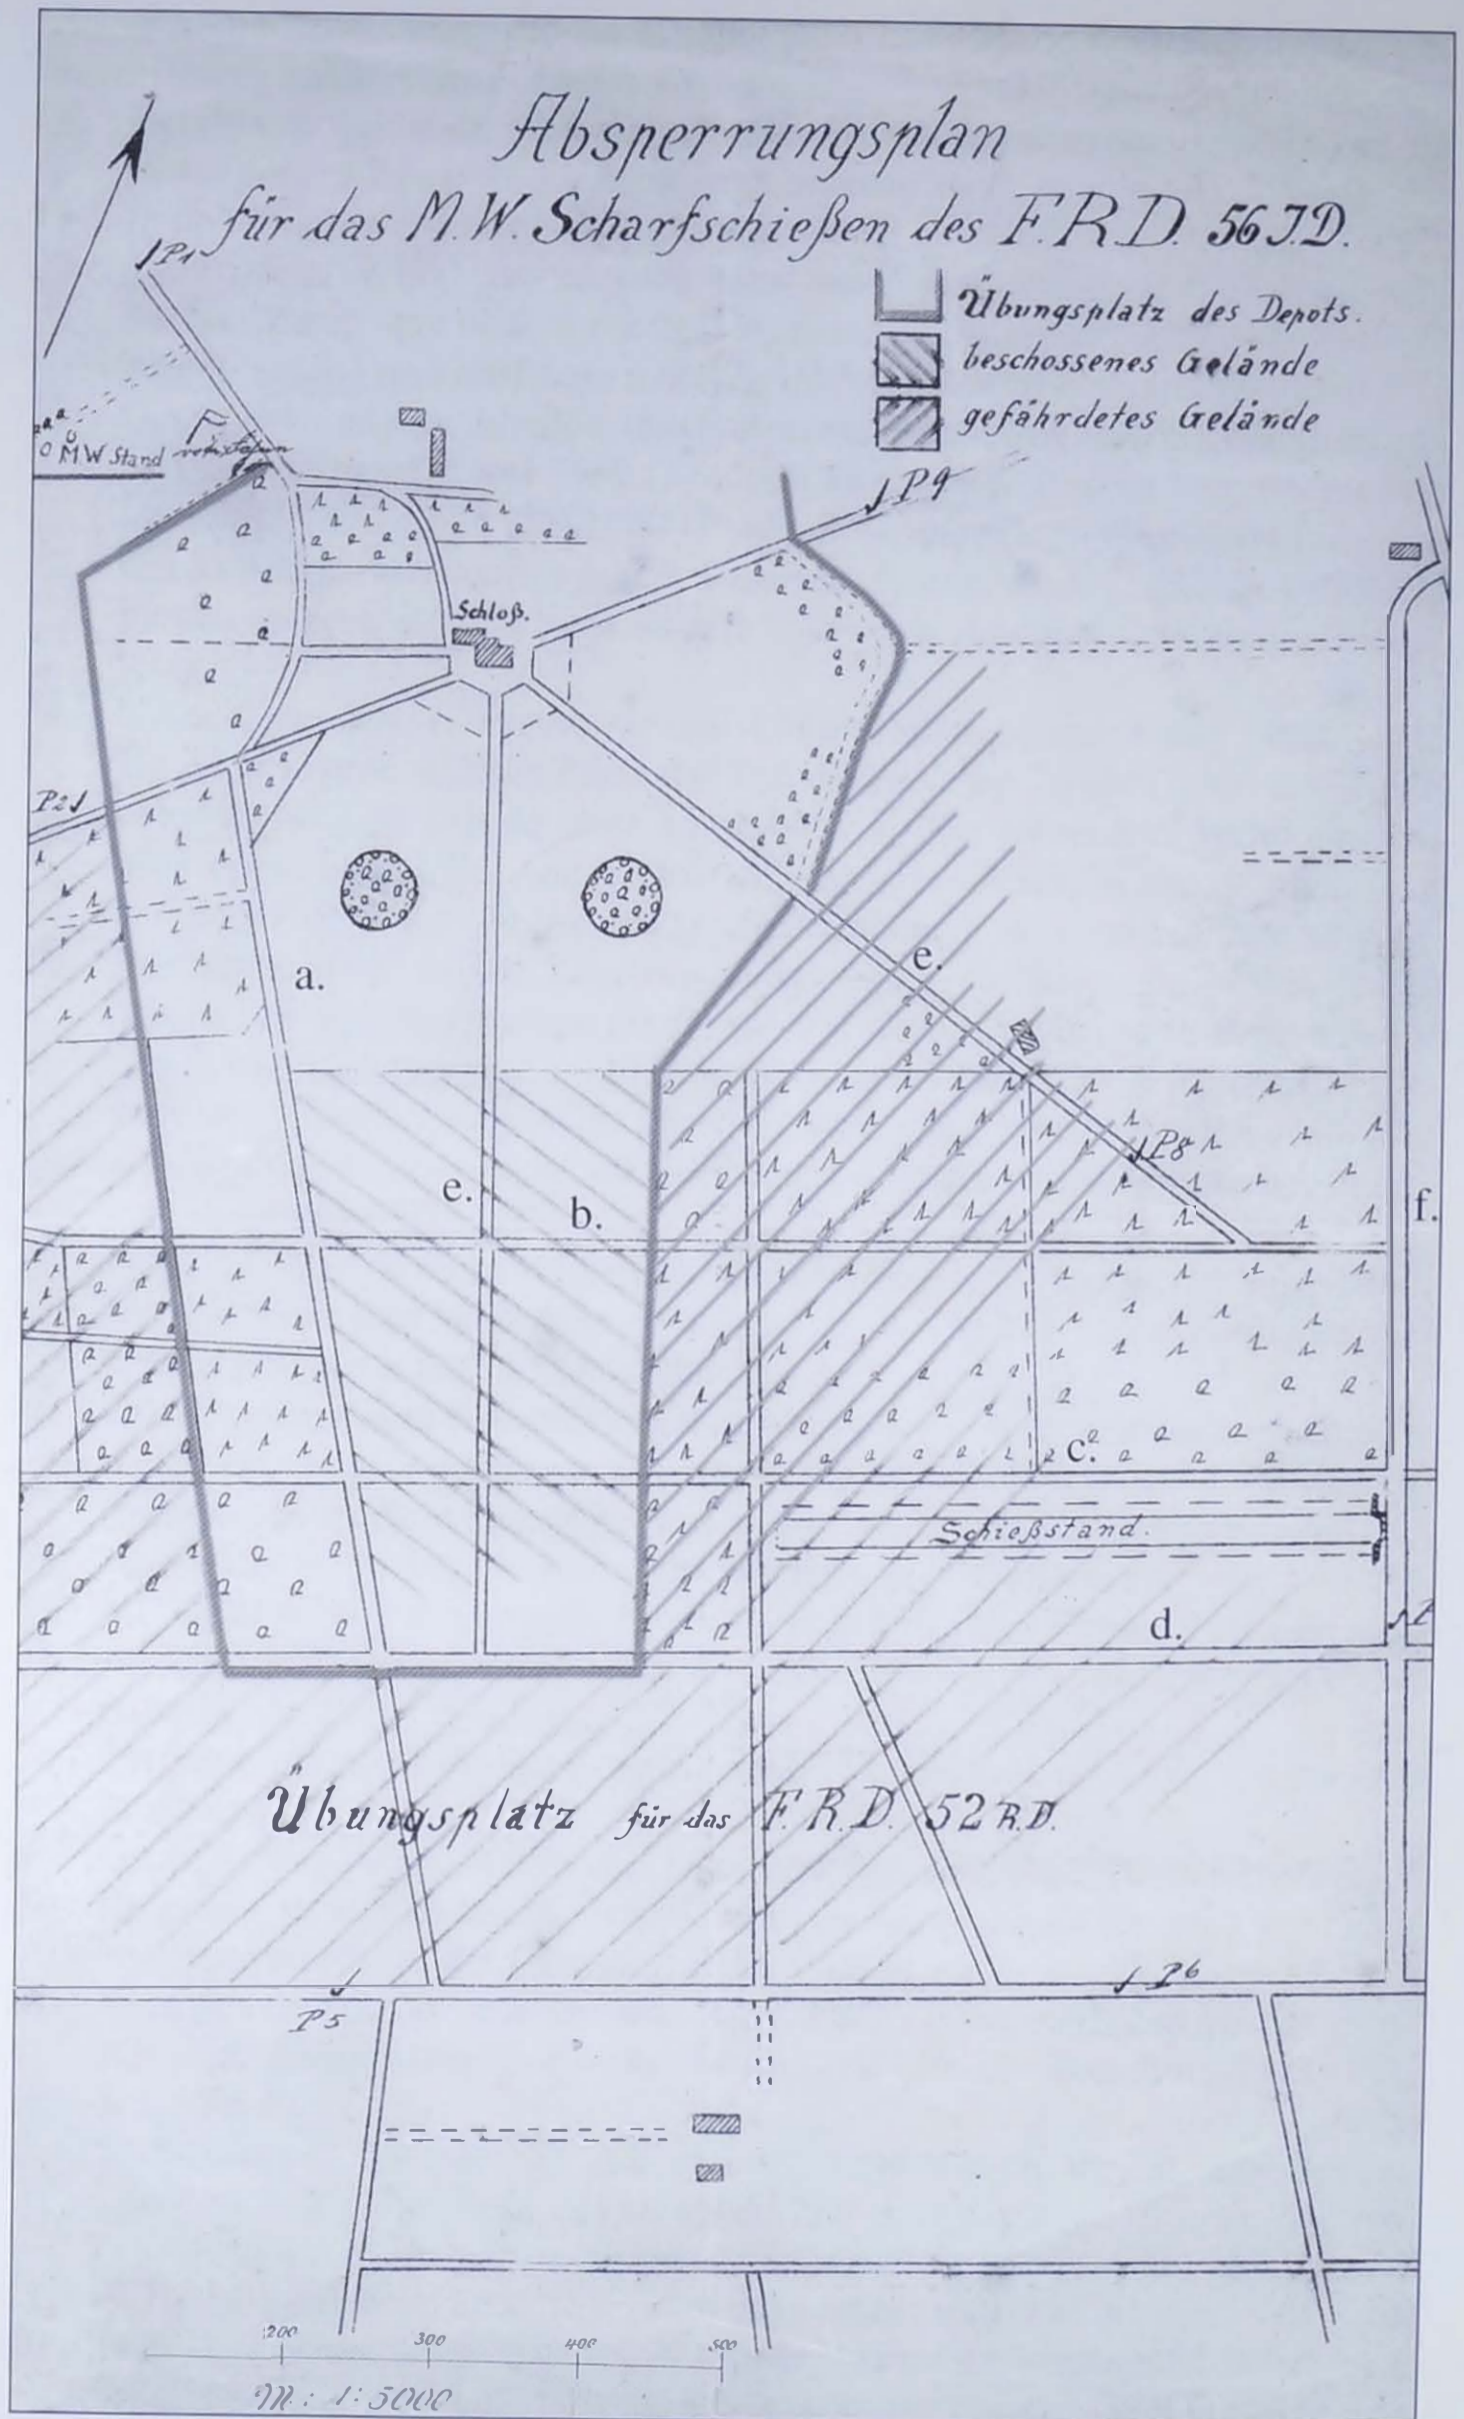 Absperrungsplan
für das M.W. Scharfschießen des F.R.D. 56 J.D.
P1
Übungsplatz des Depots.
beschossenes Gelände
gefährdetes Gelände
M.W Stand
P9
Schloß.
P2
a.
e.
P8
e.
b.
f.
c.
Schießstand.
d.
P
Übungsplatz für das F.R.D. 52 R.D.
P6
P5
200 300 400 500
M: 1:5000